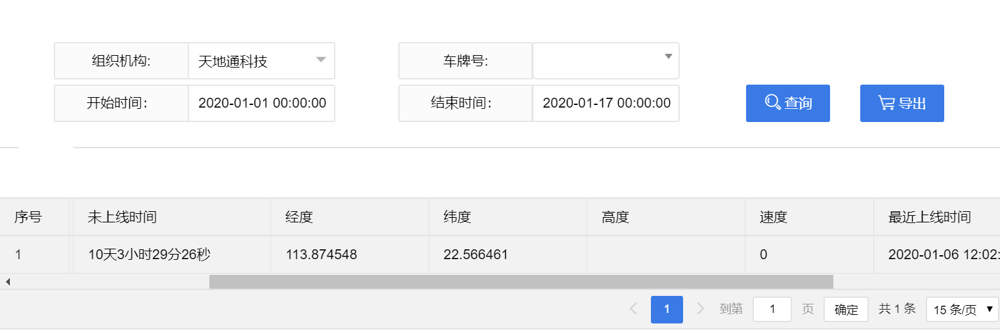 组织机构: 天地通科技 车牌号:
开始时间: 2020-01-01 00:00:00 结束时间: 2020-01-17 00:00:00 查询 导出
序号 未上线时间 经度 纬度 高度 速度 最近上线时间
1 10天3小时29分26秒 113.874548 22.566461 0 2020-01-06 12:02:
1 到第 1 页 确定 共 1 条 15 条/页